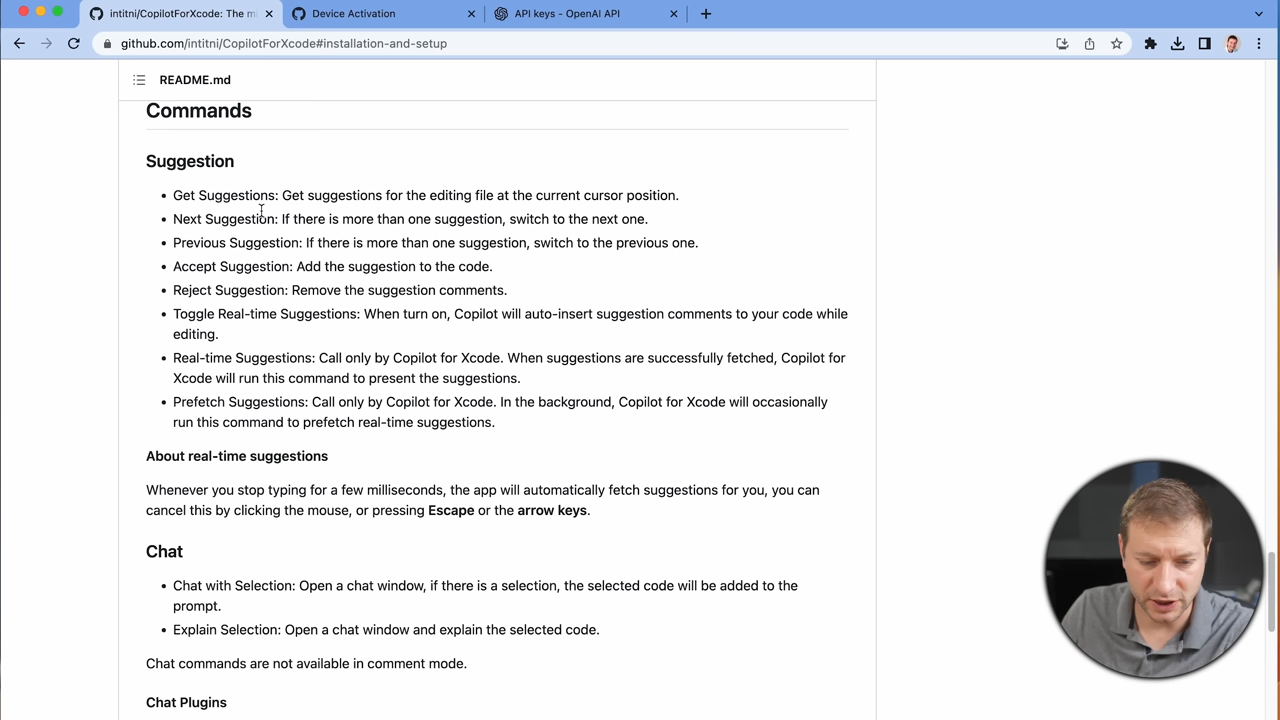 intitni/CopilotForXcode: The mi
Device Activation
API keys - OpenAI API
github.com/intitni/CopilotForXcode#installation-and-setup
README.md
Commands
Suggestion
Get Suggestions: Get suggestions for the editing file at the current cursor position.
Next Suggestion: If there is more than one suggestion, switch to the next one.
Previous Suggestion: If there is more than one suggestion, switch to the previous one.
Accept Suggestion: Add the suggestion to the code.
Reject Suggestion: Remove the suggestion comments.
Toggle Real-time Suggestions: When turn on, Copilot will auto-insert suggestion comments to your code while
editing.
Real-time Suggestions: Call only by Copilot for Xcode. When suggestions are successfully fetched, Copilot for
Xcode will run this command to present the suggestions.
Prefetch Suggestions: Call only by Copilot for Xcode. In the background, Copilot for Xcode will occasionally
run this command to prefetch real-time suggestions.
About real-time suggestions
Whenever you stop typing for a few milliseconds, the app will automatically fetch suggestions for you, you can
cancel this by clicking the mouse, or pressing Escape or the arrow keys.
Chat
Chat with Selection: Open a chat window, if there is a selection, the selected code will be added to the
prompt.
Explain Selection: Open a chat window and explain the selected code.
Chat commands are not available in comment mode.
Chat Plugins